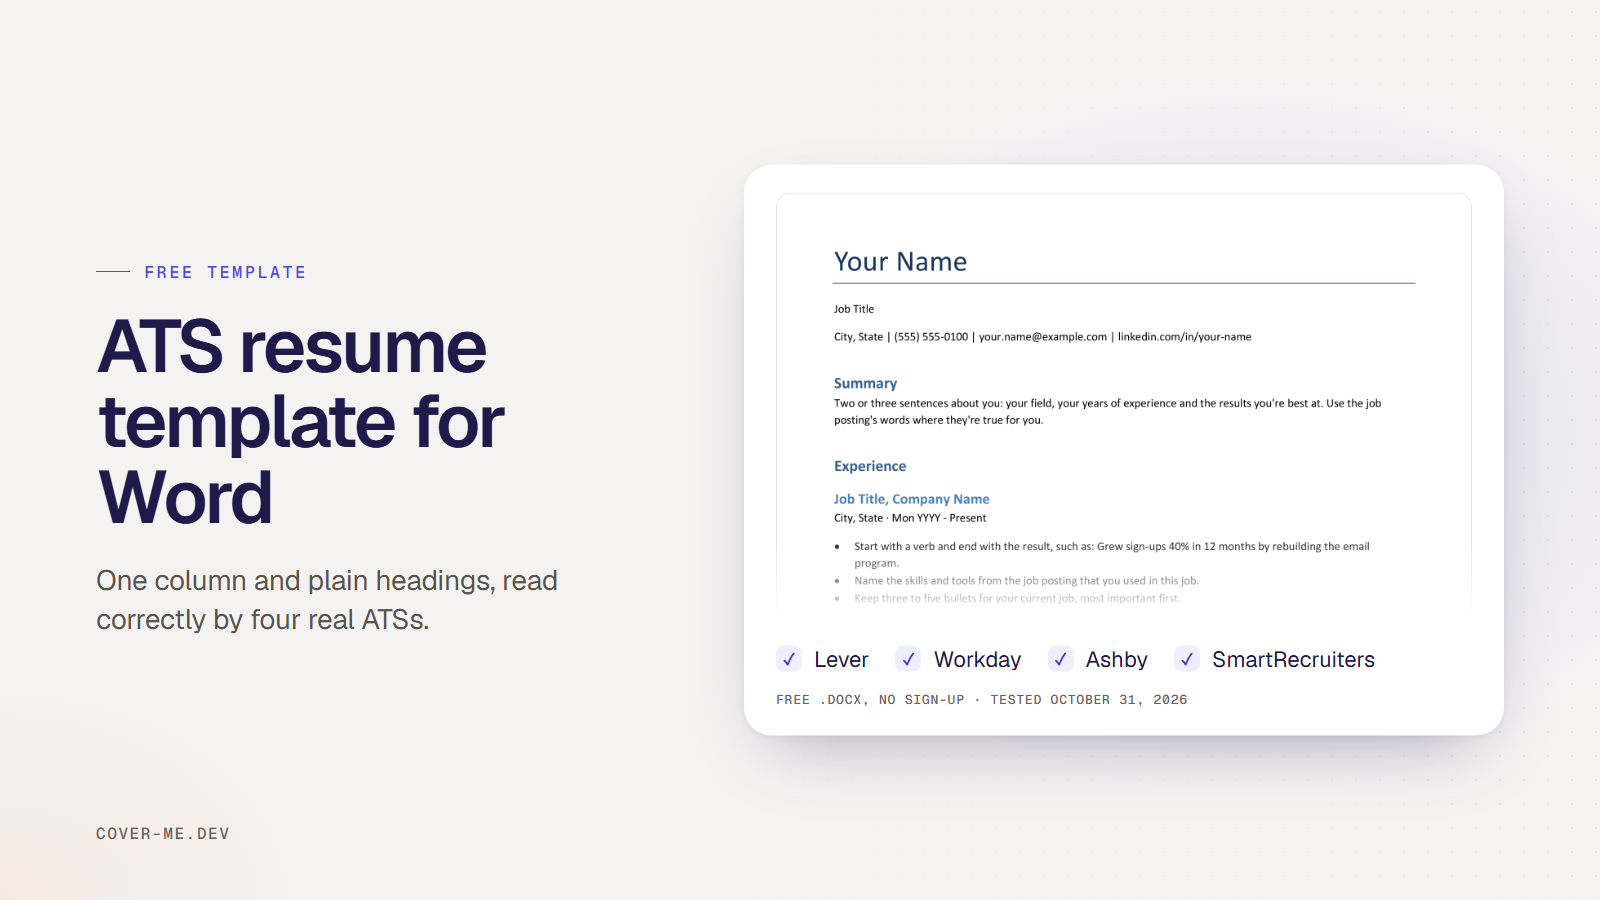 FREE TEMPLATE
ATS resume
template for
Word
One column and plain headings, read
correctly by four real ATSs.
COVER-ME.DEV
Your Name
Job Title
City, State | (555) 555-0100 | your.name@example.com | linkedin.com/in/your-name
Summary
Two or three sentences about you: your field, your years of experience and the results you're best at. Use the job
posting's words where they're true for you.
Experience
Job Title, Company Name
City, State · Mon YYYY - Present
• Start with a verb and end with the result, such as: Grew sign-ups 40% in 12 months by rebuilding the email
program.
• Name the skills and tools from the job posting that you used in this job.
• Keep three to five bullets for your current job, most important first.
✓ Lever ✓ Workday ✓ Ashby ✓ SmartRecruiters
FREE .DOCX, NO SIGN-UP · TESTED OCTOBER 31, 2026